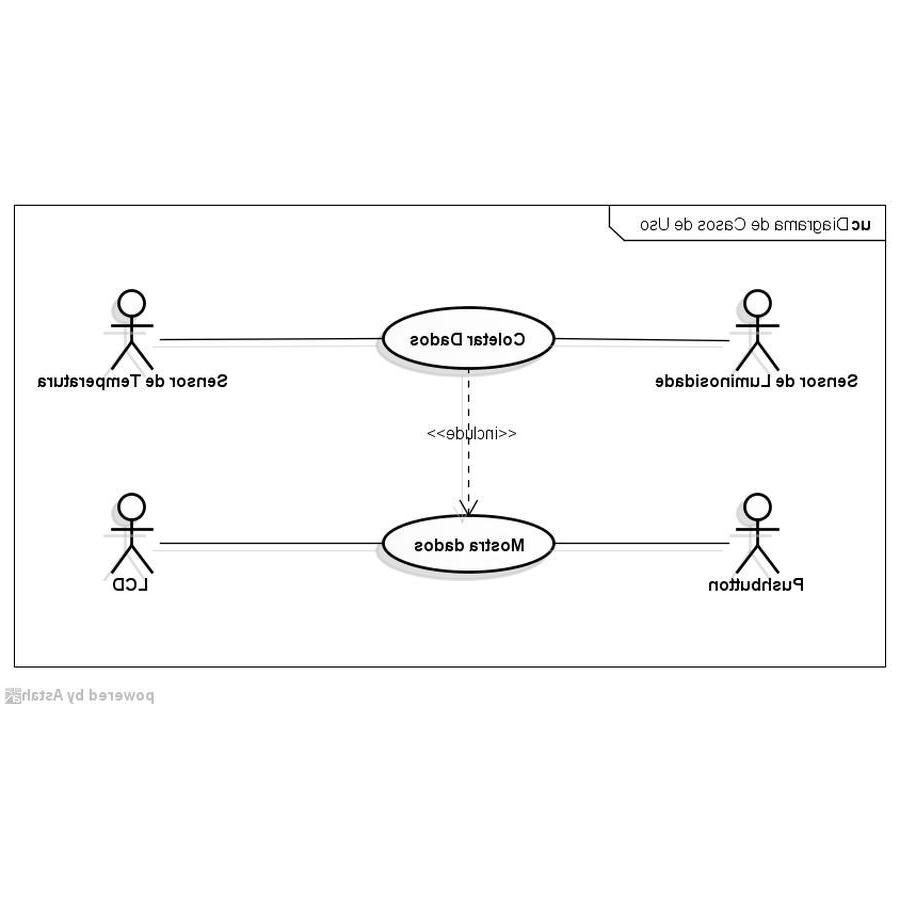 uc Diagrama de Casos de Uso
Sensor de Luminosidade
Coletar Dados
Sensor de Temperatura
<<include>>
Pushbutton
Mostra dados
LCD
powered by Astah